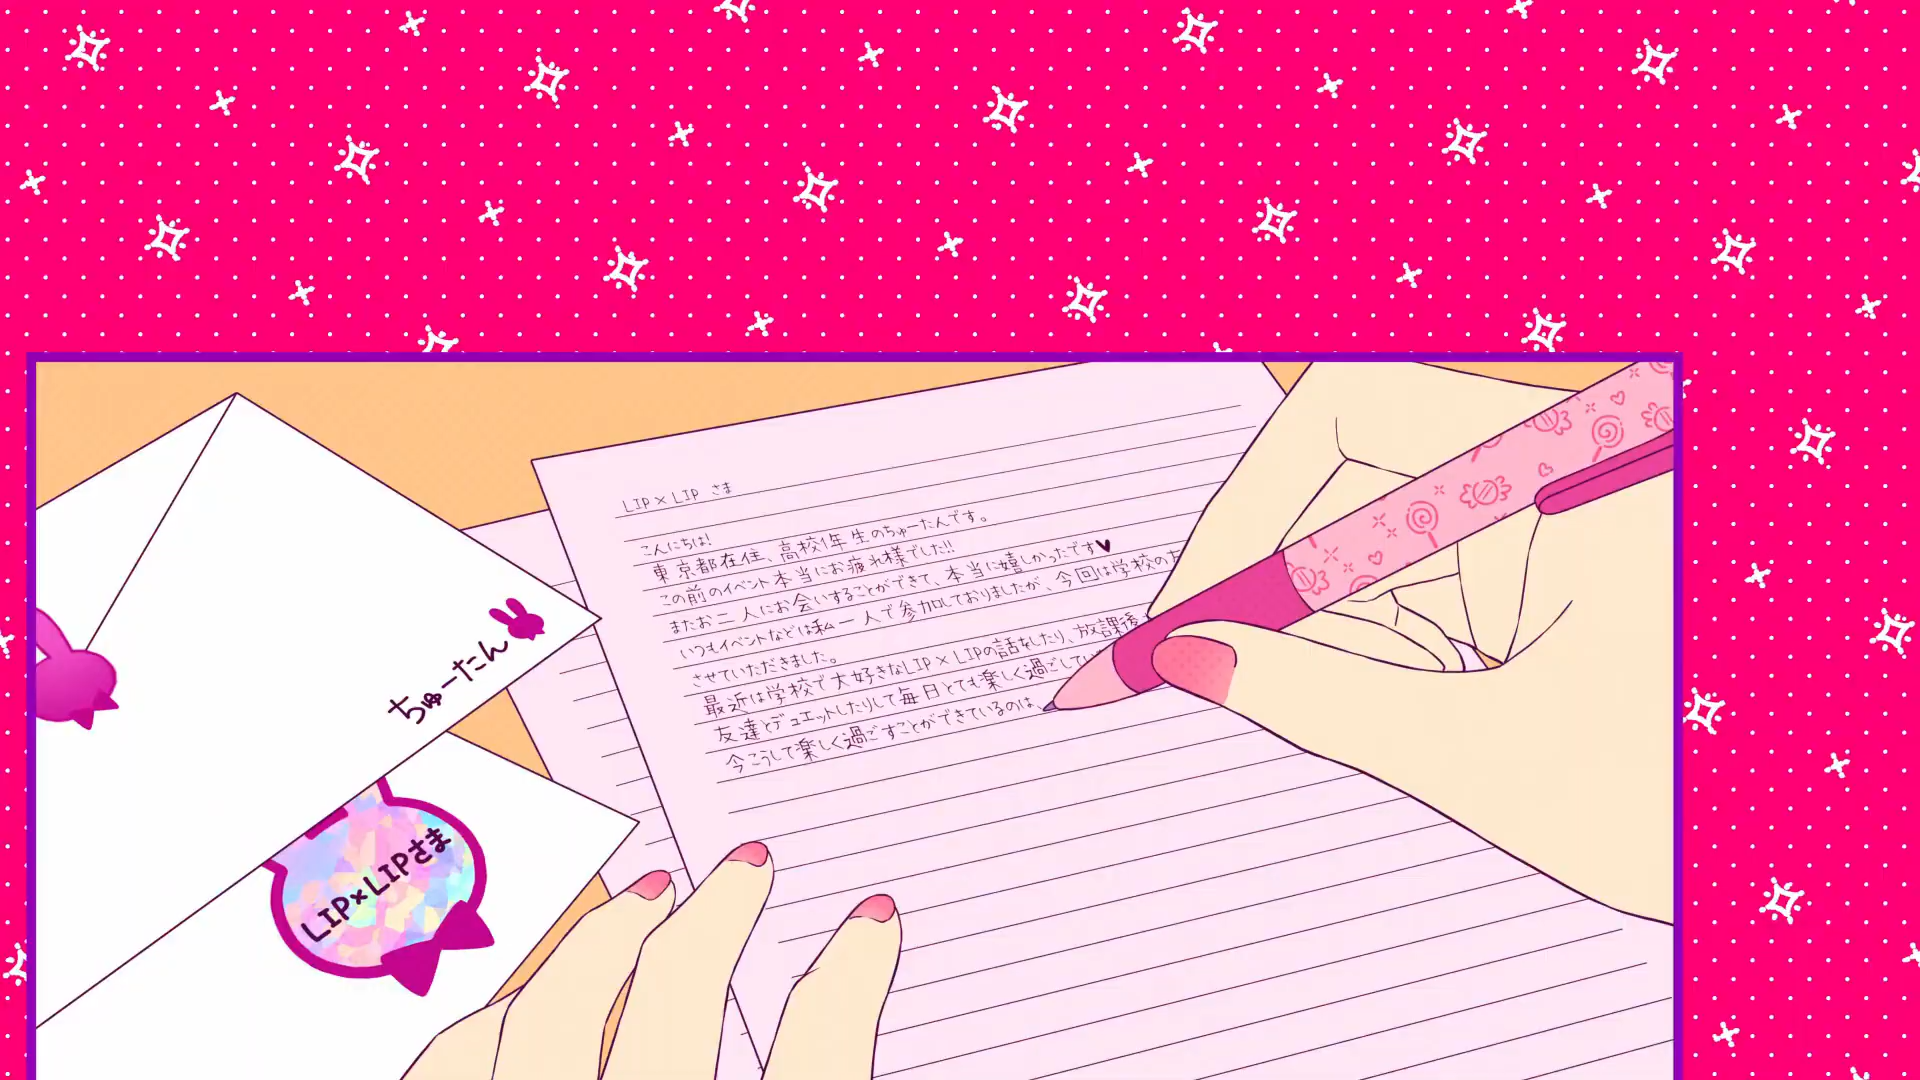 LIP×LIP さま
こんにちは!
東京都在住、高校1年生のちゅーたんです。
この前のイベント本当にお疲れ様でした!!
またお二人にお会いすることができて、本当に嬉しかったです♥
いつもイベントなどは私一人で参加しておりましたが、今回は学校の友
させていただきました。
最近は学校で大好きなLIP×LIPの話をしたり、放課後
友達とデュエットしたりして毎日とても楽しく過ごしてい
今こうして楽しく過ごすことができているのは、
ちゅーたん
LIP×LIPさま